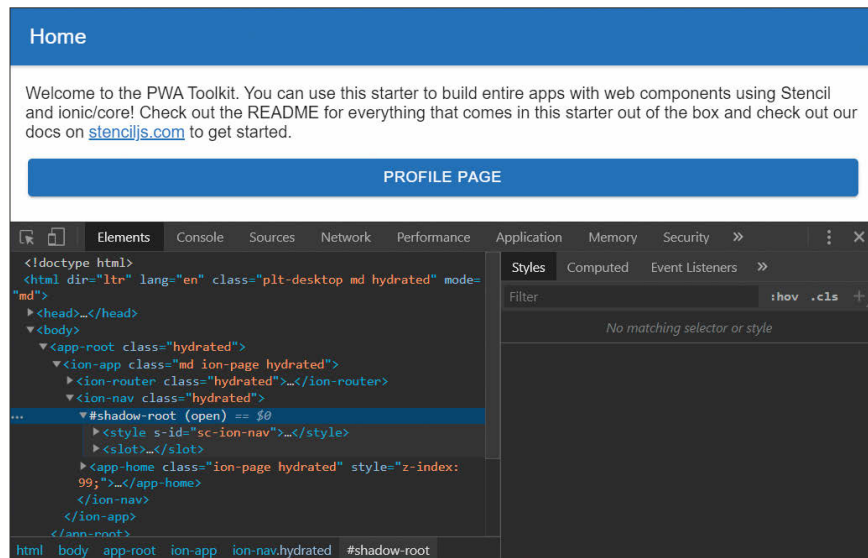 Home
Welcome to the PWA Toolkit. You can use this starter to build entire apps with web components using Stencil
and ionic/core! Check out the README for everything that comes in this starter out of the box and check out our
docs on stenciljs.com to get started.
PROFILE PAGE
Elements Console Sources Network Performance Application Memory Security »
<!doctype html>
<html dir="ltr" lang="en" class="plt-desktop md hydrated" mode=
"md">
<head>…</head>
<body>
<app-root class="hydrated">
<ion-app class="md ion-page hydrated">
<ion-router class="hydrated">…</ion-router>
<ion-nav class="hydrated">
… #shadow-root (open) == $0
<style s-id="sc-ion-nav">…</style>
<slot>…</slot>
<app-home class="ion-page hydrated" style="z-index:
99;">…</app-home>
</ion-nav>
</ion-app>
</app-root>
html body app-root ion-app ion-nav.hydrated #shadow-root
Styles Computed Event Listeners »
Filter :hov .cls +
No matching selector or style